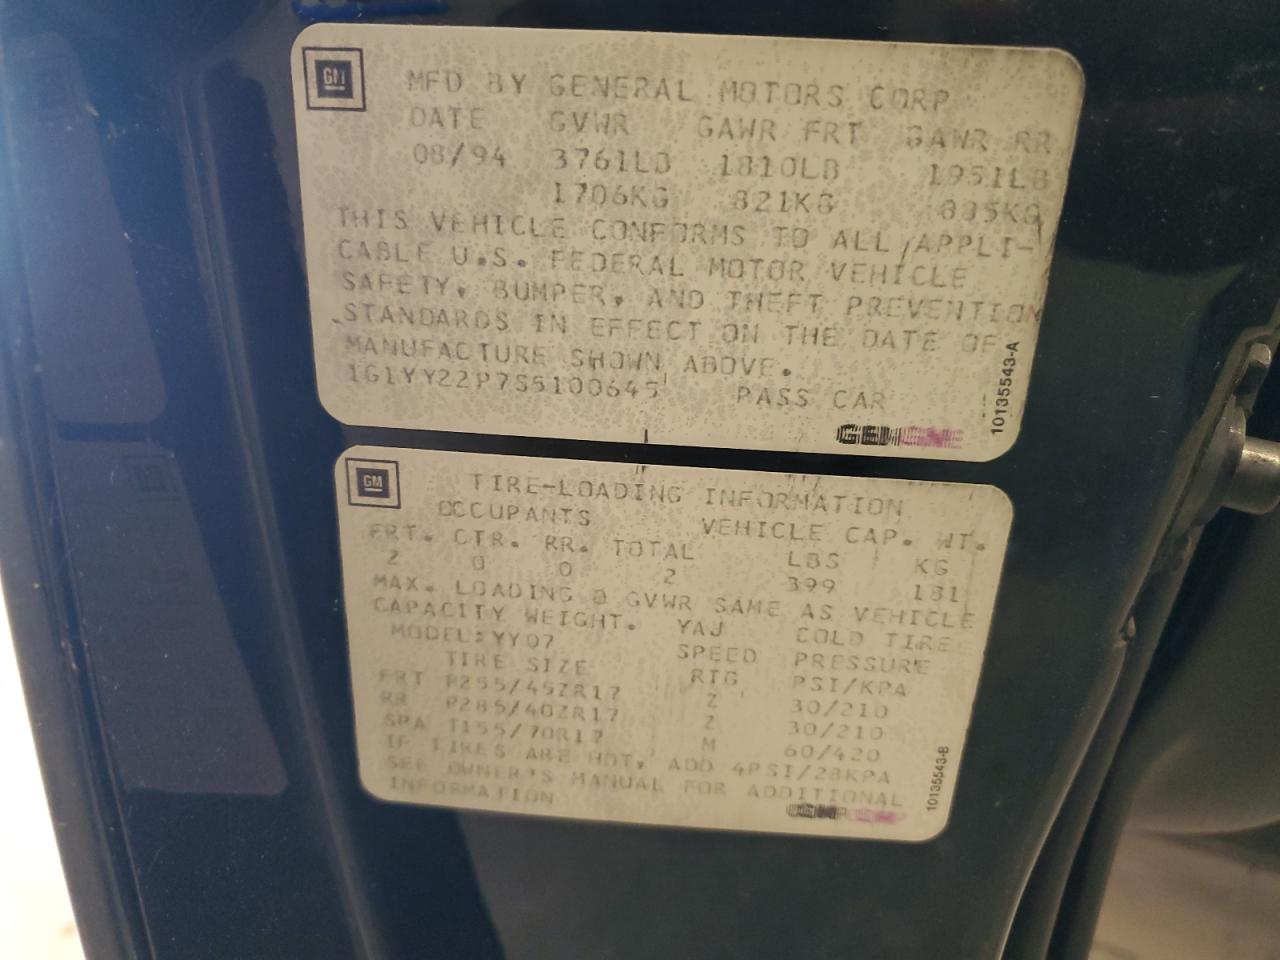 GM
MFD BY GENERAL MOTORS CORP
DATE GVWR GAWR FRT GAWR RR
08/94 3761LB 1810LB 1951LB
1706KG 821KG 885KG
THIS VEHICLE CONFORMS TO ALL APPLI-
CABLE U.S. FEDERAL MOTOR VEHICLE
SAFETY, BUMPER, AND THEFT PREVENTION
STANDARDS IN EFFECT ON THE DATE OF
MANUFACTURE SHOWN ABOVE.
1G1YY22P7S5100645 PASS CAR
10135543-A
GM
TIRE-LOADING INFORMATION
OCCUPANTS VEHICLE CAP. WT.
FRT. CTR. RR. TOTAL LBS KG
2 0 0 2 399 181
MAX. LOADING @ GVWR SAME AS VEHICLE
CAPACITY WEIGHT. YAJ COLD TIRE
MODEL:YY07 SPEED PRESSURE
TIRE SIZE RTG PSI/KPA
FRT P255/45ZR17 Z 30/210
RR P285/40ZR17 Z 30/210
SPA T155/70R17 M 60/420
IF TIRES ARE HOT, ADD 4PSI/28KPA
SEE OWNER'S MANUAL FOR ADDITIONAL
INFORMATION
10135543-B